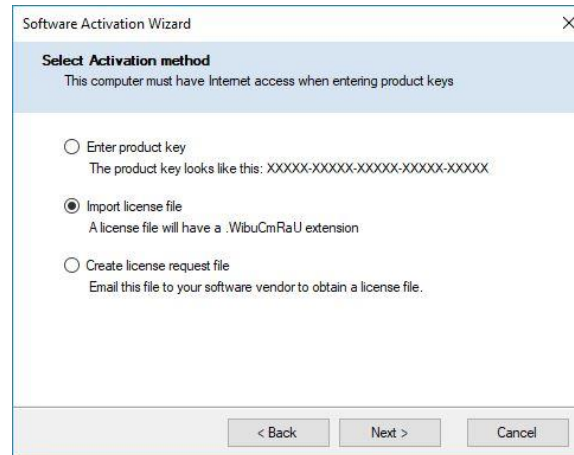 Software Activation Wizard
Select Activation method
This computer must have Internet access when entering product keys
Enter product key
The product key looks like this: XXXXX-XXXXX-XXXXX-XXXXX-XXXXX
Import license file
A license file will have a .WibuCmRaU extension
Create license request file
Email this file to your software vendor to obtain a license file.
< Back Next > Cancel